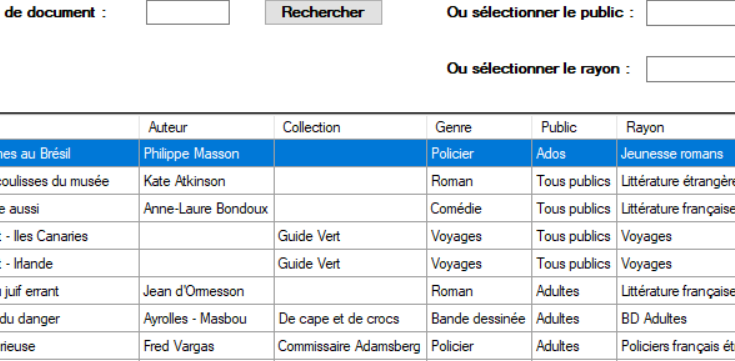 de document :
Rechercher
Ou sélectionner le public :
Ou sélectionner le rayon :
Auteur Collection Genre Public Rayon
nes au Brésil Philippe Masson Policier Ados Jeunesse romans
coulisses du musée Kate Atkinson Roman Tous publics Littérature étrangère
e aussi Anne-Laure Bondoux Comédie Tous publics Littérature française
t - Iles Canaries Guide Vert Voyages Tous publics Voyages
t - Irlande Guide Vert Voyages Tous publics Voyages
juif errant Jean d'Ormesson Roman Adultes Littérature française
du danger Ayrolles - Masbou De cape et de crocs Bande dessinée Adultes BD Adultes
rieuse Fred Vargas Commissaire Adamsberg Policier Adultes Policiers français ét